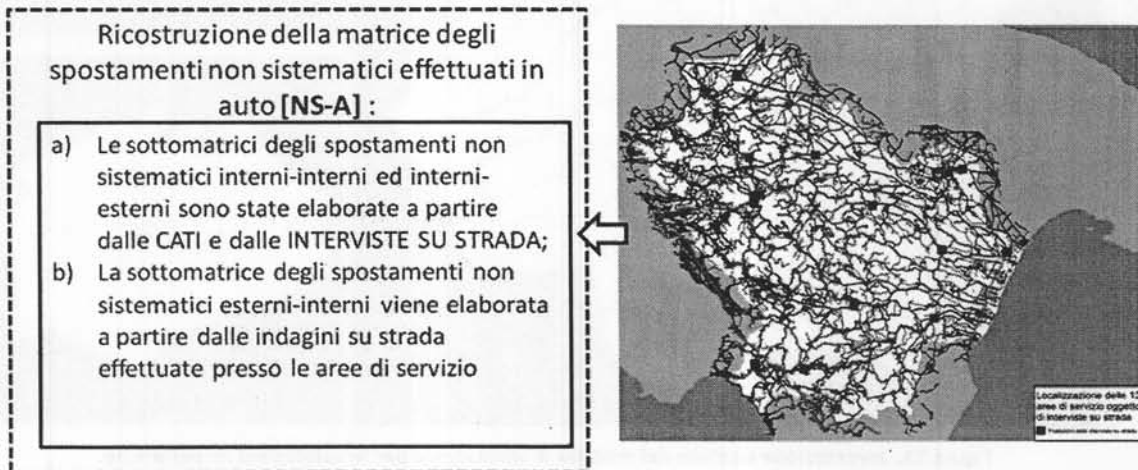 Ricostruzione della matrice degli
spostamenti non sistematici effettuati in
auto [NS-A] :
a) Le sottomatrici degli spostamenti non
sistematici interni-interni ed interni-
esterni sono state elaborate a partire
dalle CATI e dalle INTERVISTE SU STRADA;
b) La sottomatrice degli spostamenti non
sistematici esterni-interni viene elaborata
a partire dalle indagini su strada
effettuate presso le aree di servizio
Localizzazione delle
aree di servizio oggetto
di interviste su strada